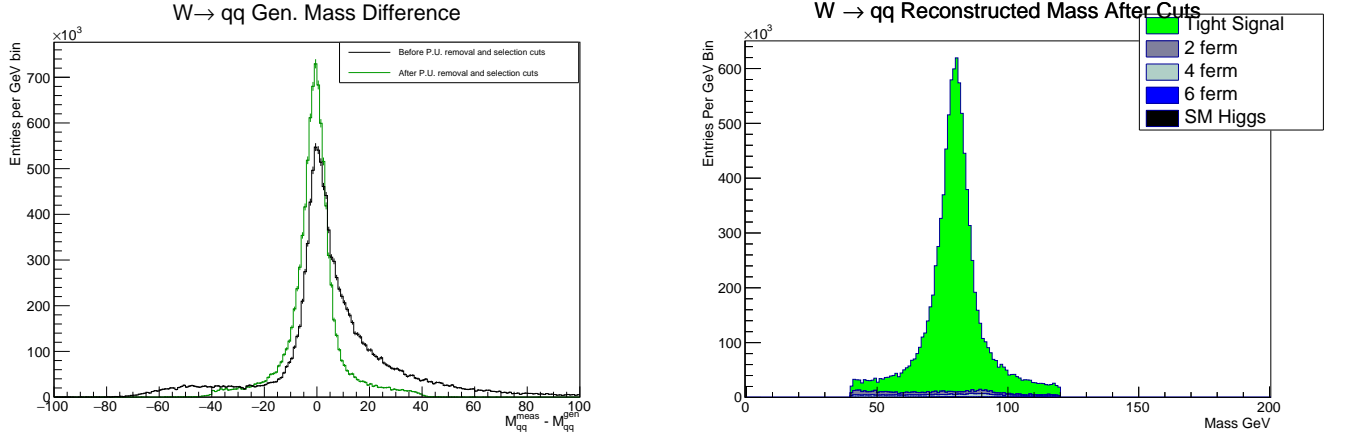 W→ qq Gen. Mass Difference
×10³
Entries per GeV bin
Before P.U. removal and selection cuts
After P.U. removal and selection cuts
700
600
500
400
300
200
100
0
−100 −80 −60 −40 −20 0 20 40 60 80 100
M_qq^meas - M_qq^gen
W → qq Reconstructed Mass After Cuts
×10³
Entries Per GeV Bin
Tight Signal
2 ferm
4 ferm
6 ferm
SM Higgs
600
500
400
300
200
100
0
0 50 100 150 200
Mass GeV